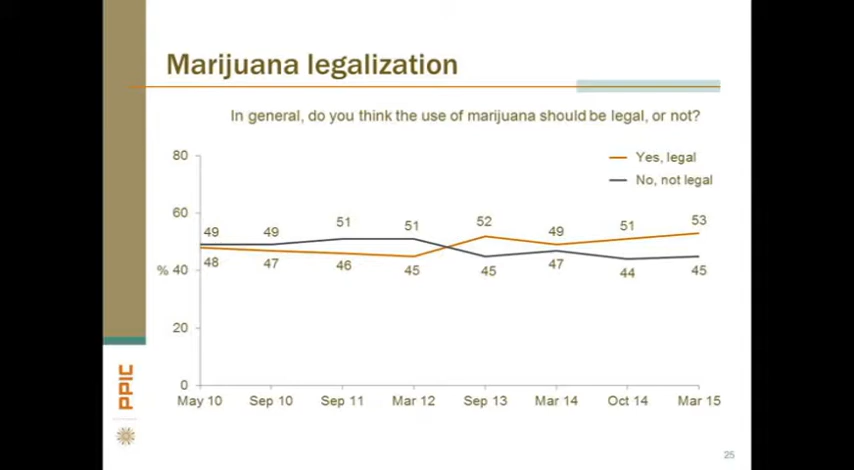 Marijuana legalization
In general, do you think the use of marijuana should be legal, or not?
80
Yes, legal
No, not legal
60
49 49 51 51 52 49 51 53
48 47 46 45 45 47 44 45
% 40
20
0
May 10 Sep 10 Sep 11 Mar 12 Sep 13 Mar 14 Oct 14 Mar 15
PPIC
25